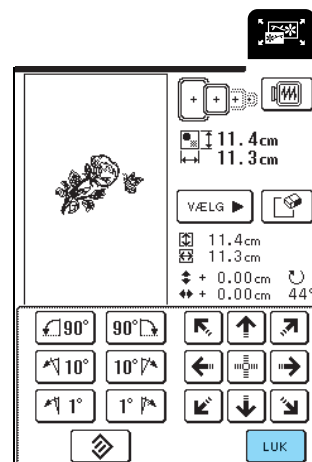 11.4cm
11.3cm
VÆLG
11.4cm
11.3cm
+ 0.00cm
+ 0.00cm 44°
90° 90°
10° 10°
1° 1°
LUK